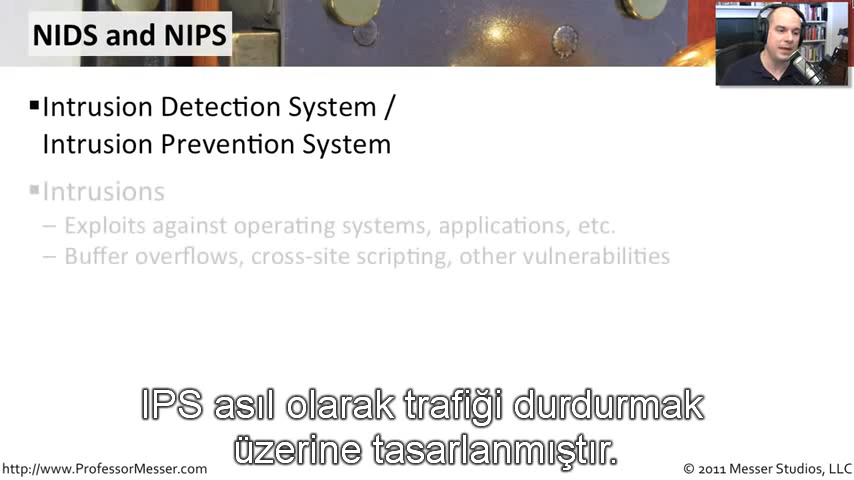 NIDS and NIPS
▪Intrusion Detection System /
Intrusion Prevention System
▪Intrusions
– Exploits against operating systems, applications, etc.
– Buffer overflows, cross-site scripting, other vulnerabilities
IPS asıl olarak trafiği durdurmak
üzerine tasarlanmıştır.
http://www.ProfessorMesser.com
© 2011 Messer Studios, LLC